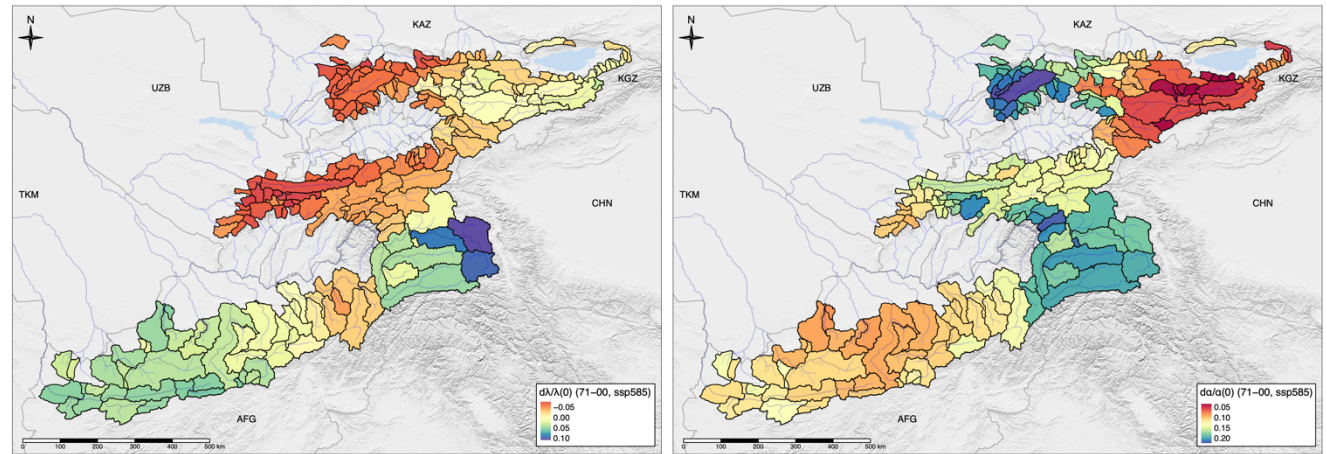 N
KAZ
UZB
KGZ
TKM
CHN
AFG
dλ/λ(0) (71−00, ssp585)
−0.05
0.00
0.05
0.10
0 100 200 300 400 500 km
N
KAZ
UZB
KGZ
TKM
CHN
AFG
dα/α(0) (71−00, ssp585)
0.05
0.10
0.15
0.20
0 100 200 300 400 500 km